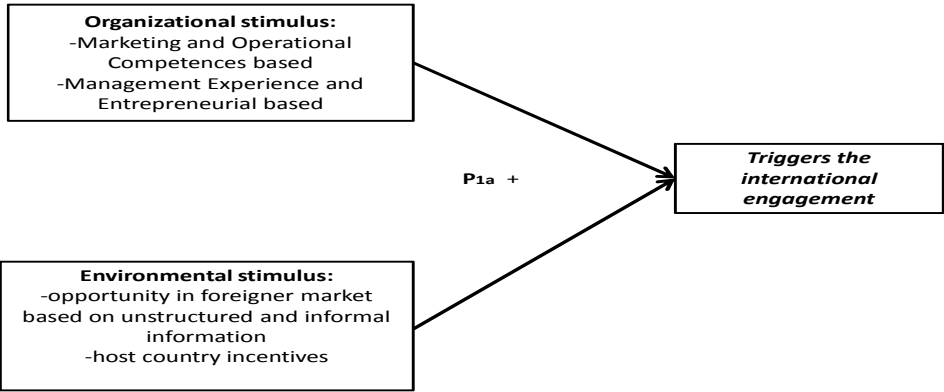 Organizational stimulus:
-Marketing and Operational
Competences based
-Management Experience and
Entrepreneurial based
Triggers the
international
engagement
P1a +
Environmental stimulus:
-opportunity in foreigner market
based on unstructured and informal
information
-host country incentives